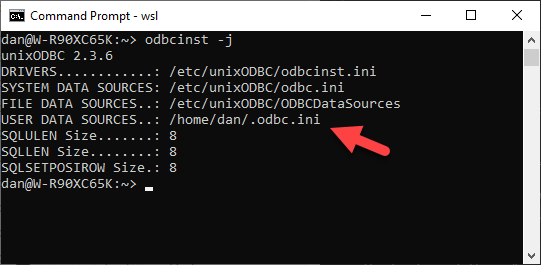 Command Prompt - wsl
dan@W-R90XC65K:~> odbcinst -j
unixODBC 2.3.6
DRIVERS............: /etc/unixODBC/odbcinst.ini
SYSTEM DATA SOURCES: /etc/unixODBC/odbc.ini
FILE DATA SOURCES..: /etc/unixODBC/ODBCDataSources
USER DATA SOURCES..: /home/dan/.odbc.ini
SQLULEN Size.......: 8
SQLLEN Size........: 8
SQLSETPOSIROW Size.: 8
dan@W-R90XC65K:~>